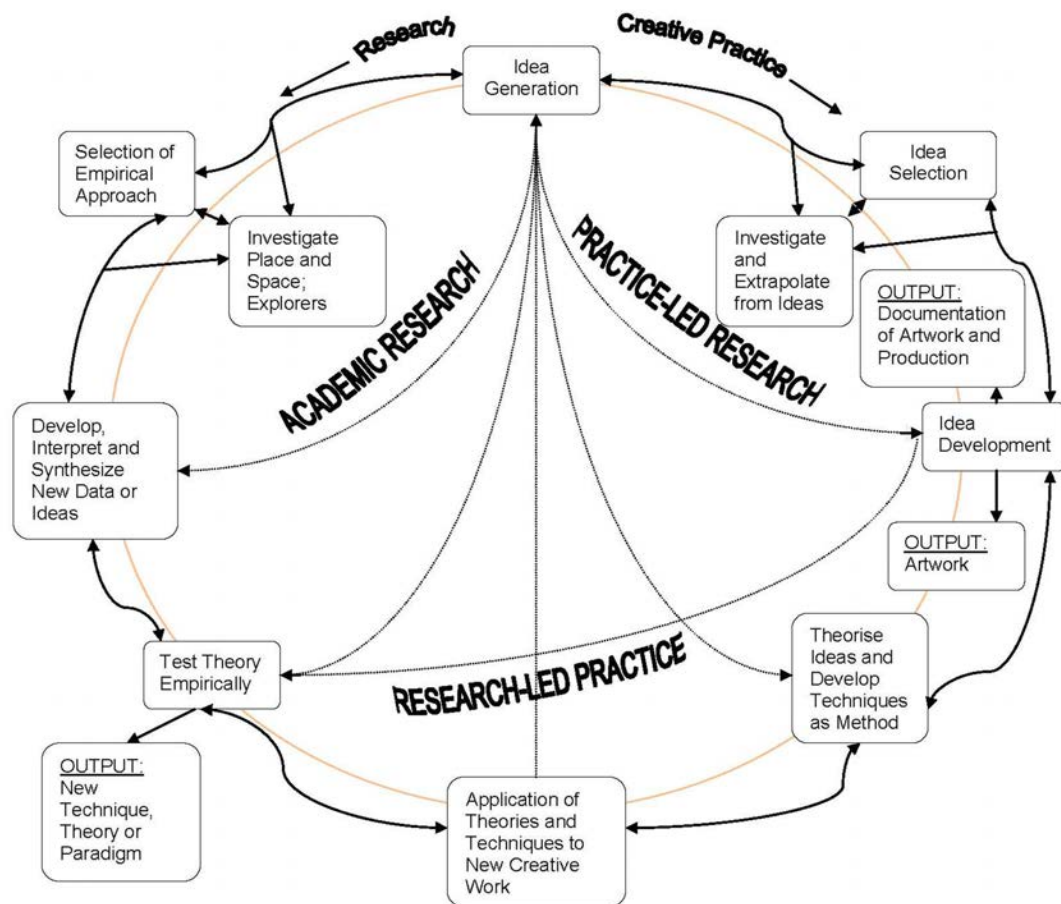 Research
Creative Practice
Idea
Generation
Selection of
Empirical
Approach
Idea
Selection
Investigate
Place and
Space;
Explorers
Investigate
and
Extrapolate
from Ideas
OUTPUT:
Documentation
of Artwork and
Production
ACADEMIC RESEARCH
PRACTICE-LED RESEARCH
Develop,
Interpret and
Synthesize
New Data or
Ideas
Idea
Development
OUTPUT:
Artwork
Test Theory
Empirically
RESEARCH-LED PRACTICE
Theorise
Ideas and
Develop
Techniques
as Method
OUTPUT:
New
Technique,
Theory or
Paradigm
Application of
Theories and
Techniques to
New Creative
Work